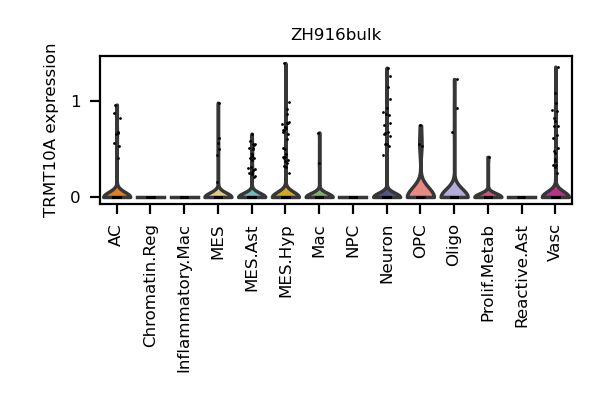 ZH916bulk
TRMT10A expression
1
0
AC
Chromatin.Reg
Inflammatory.Mac
MES
MES.Ast
MES.Hyp
Mac
NPC
Neuron
OPC
Oligo
Prolif.Metab
Reactive.Ast
Vasc